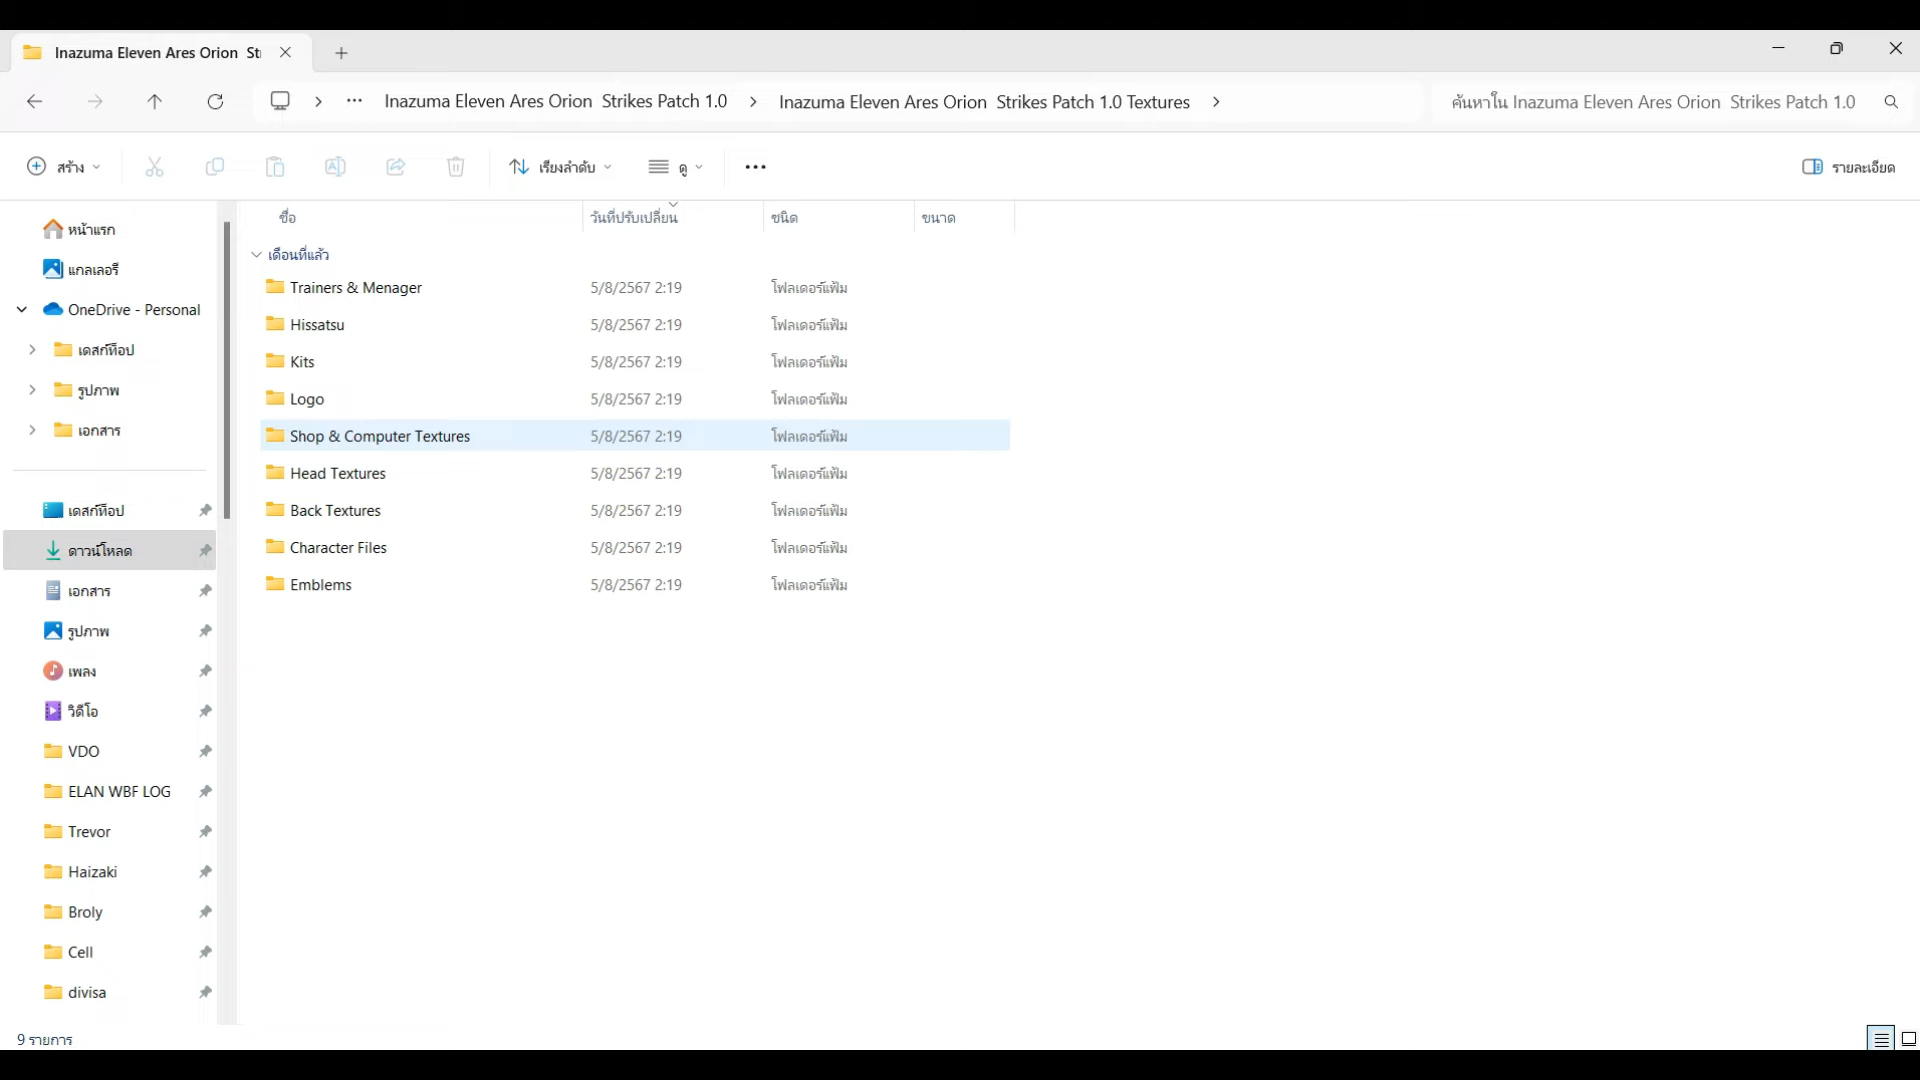 Inazuma Eleven Ares Orion St
Inazuma Eleven Ares Orion Strikes Patch 1.0
Inazuma Eleven Ares Orion Strikes Patch 1.0 Textures
ค้นหาใน Inazuma Eleven Ares Orion Strikes Patch 1.0
สร้าง
เรียงลำดับ
ดู
รายละเอียด
ชื่อ วันที่ปรับเปลี่ยน ชนิด ขนาด
เดือนที่แล้ว
Trainers & Menager 5/8/2567 2:19 โฟลเดอร์แฟ้ม
Hissatsu 5/8/2567 2:19 โฟลเดอร์แฟ้ม
Kits 5/8/2567 2:19 โฟลเดอร์แฟ้ม
Logo 5/8/2567 2:19 โฟลเดอร์แฟ้ม
Shop & Computer Textures 5/8/2567 2:19 โฟลเดอร์แฟ้ม
Head Textures 5/8/2567 2:19 โฟลเดอร์แฟ้ม
Back Textures 5/8/2567 2:19 โฟลเดอร์แฟ้ม
Character Files 5/8/2567 2:19 โฟลเดอร์แฟ้ม
Emblems 5/8/2567 2:19 โฟลเดอร์แฟ้ม
หน้าแรก
แกลเลอรี
OneDrive - Personal
เดสก์ท็อป
รูปภาพ
เอกสาร
เดสก์ท็อป
ดาวน์โหลด
เอกสาร
รูปภาพ
เพลง
วิดีโอ
VDO
ELAN WBF LOG
Trevor
Haizaki
Broly
Cell
divisa
9 รายการ